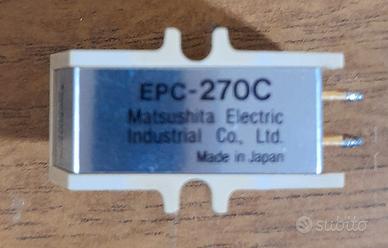 EPC-270C
Matsushita Electric
Industrial Co., Ltd.
Made in Japan
subito